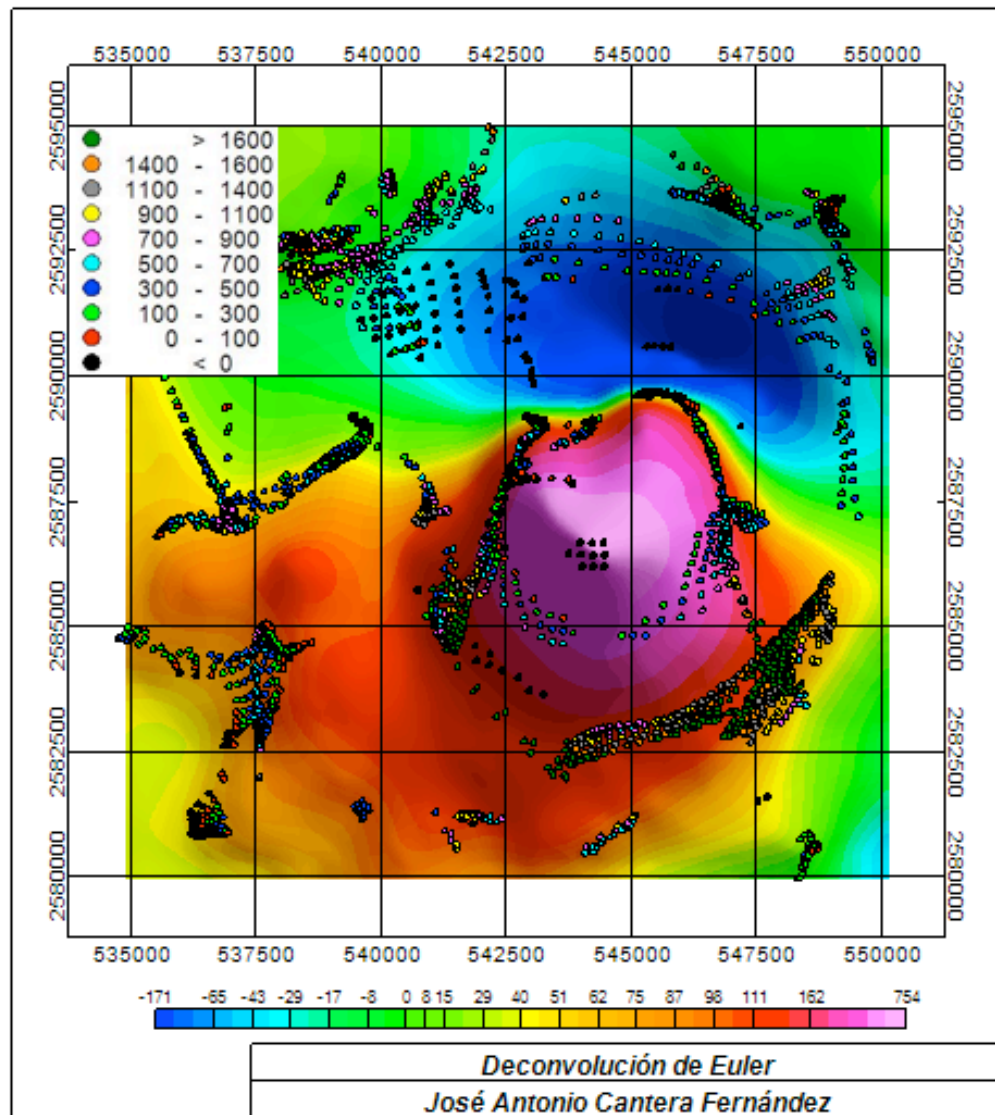 535000 537500 540000 542500 545000 547500 550000
2595000
2592500
2590000
2587500
2585000
2582500
2580000
> 1600
1400 - 1600
1100 - 1400
900 - 1100
700 - 900
500 - 700
300 - 500
100 - 300
0 - 100
< 0
2595000
2592500
2590000
2587500
2585000
2582500
2580000
535000 537500 540000 542500 545000 547500 550000
-171 -65 -43 -29 -17 -8 0 8 15 29 40 51 62 75 87 98 111 162 754
Deconvolución de Euler
José Antonio Cantera Fernández